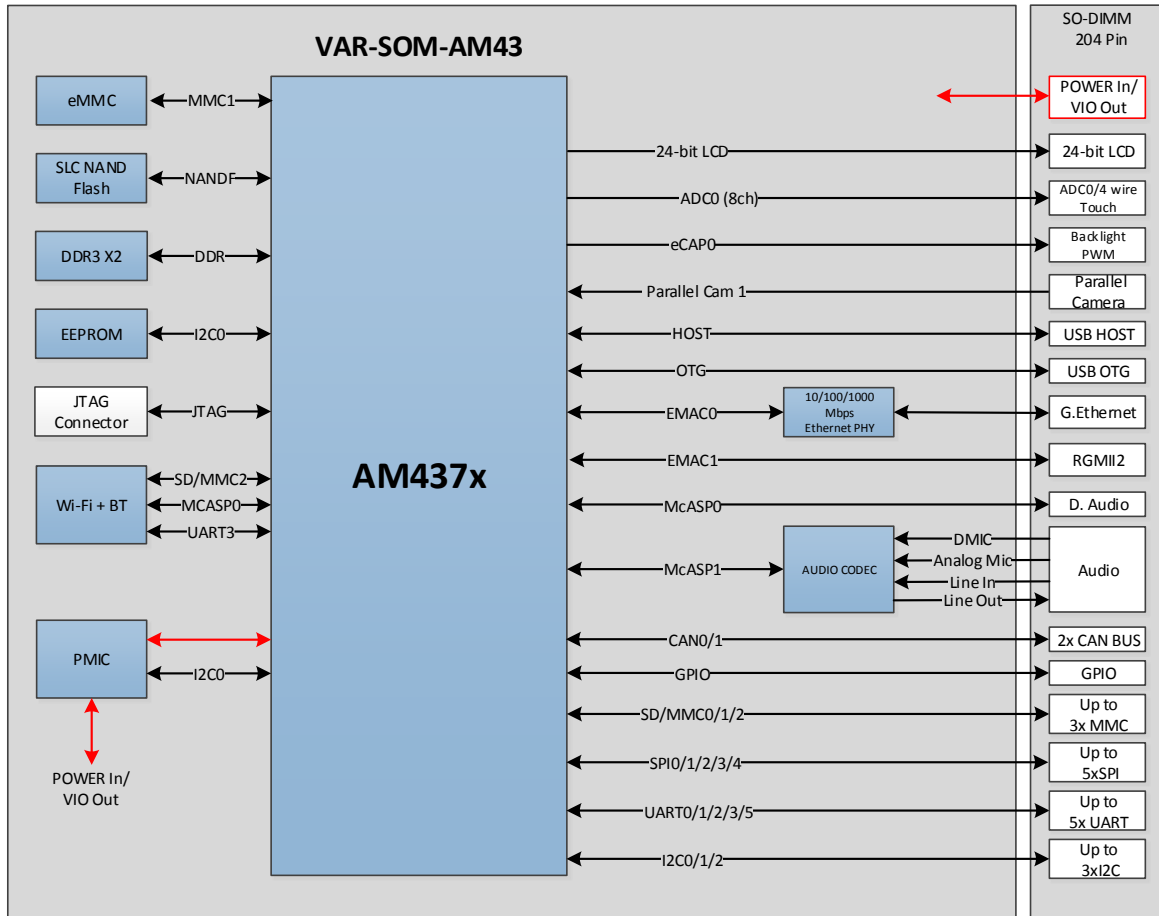 VAR-SOM-AM43
SO-DIMM
204 Pin
eMMC
MMC1
SLC NAND
Flash
NANDF
DDR3 X2
DDR
EEPROM
I2C0
JTAG
Connector
JTAG
Wi-Fi + BT
SD/MMC2
MCASP0
UART3
PMIC
I2C0
POWER In/
VIO Out
AM437x
POWER In/
VIO Out
24-bit LCD
24-bit LCD
ADC0 (8ch)
ADC0/4 wire
Touch
eCAP0
Backlight
PWM
Parallel Cam 1
Parallel
Camera
HOST
USB HOST
OTG
USB OTG
EMAC0
10/100/1000
Mbps
Ethernet PHY
G.Ethernet
EMAC1
RGMII2
McASP0
D. Audio
McASP1
AUDIO CODEC
DMIC
Analog Mic
Line In
Line Out
Audio
CAN0/1
2x CAN BUS
GPIO
GPIO
SD/MMC0/1/2
Up to
3x MMC
SPI0/1/2/3/4
Up to
5xSPI
UART0/1/2/3/5
Up to
5x UART
I2C0/1/2
Up to
3xI2C